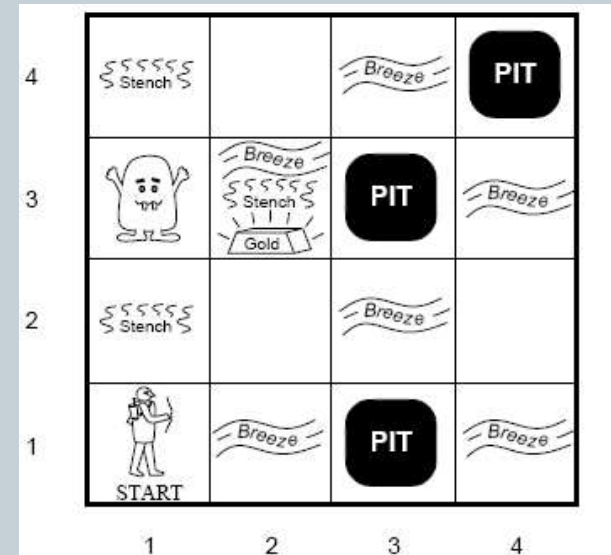 4
Stench
Breeze
PIT
3
Breeze
Stench
Gold
PIT
Breeze
2
Stench
Breeze
1
START
Breeze
PIT
Breeze
1 2 3 4